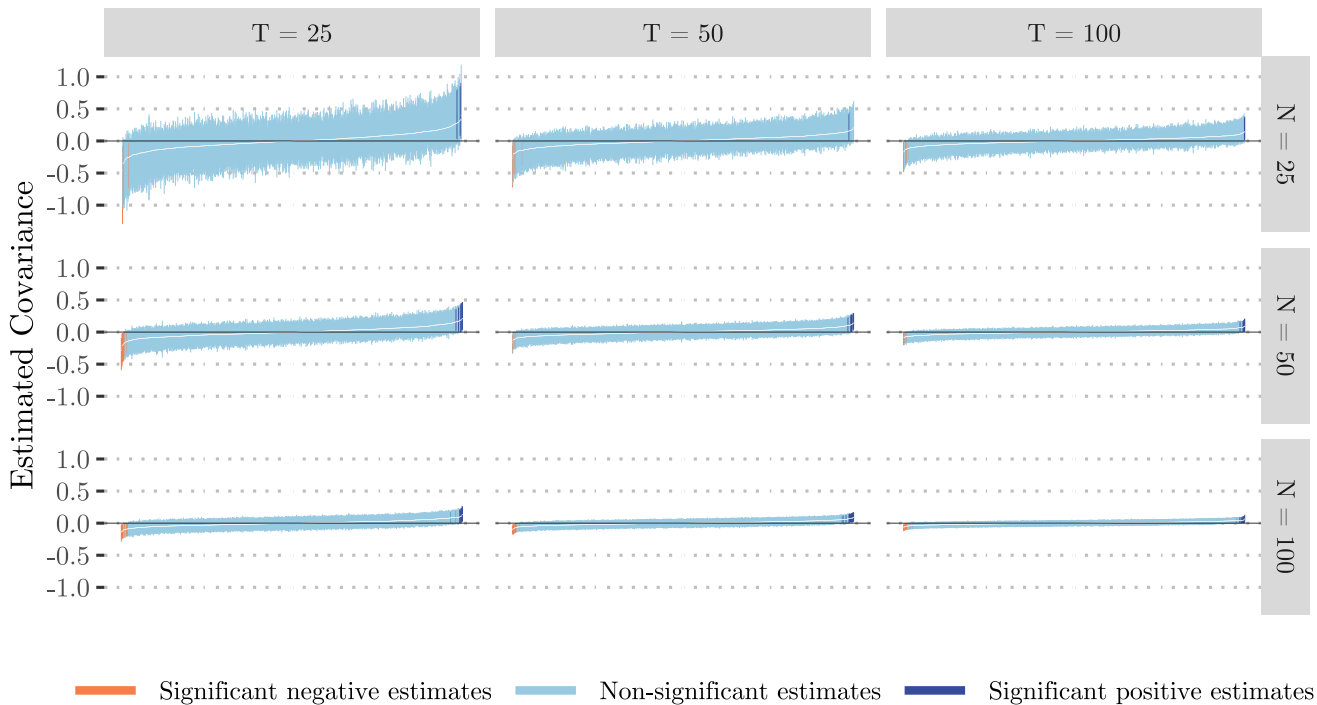 T = 25
T = 50
T = 100
Estimated Covariance
1.0
0.5
0.0
-0.5
-1.0
N = 25
1.0
0.5
0.0
-0.5
-1.0
N = 50
1.0
0.5
0.0
-0.5
-1.0
N = 100
Significant negative estimates
Non-significant estimates
Significant positive estimates